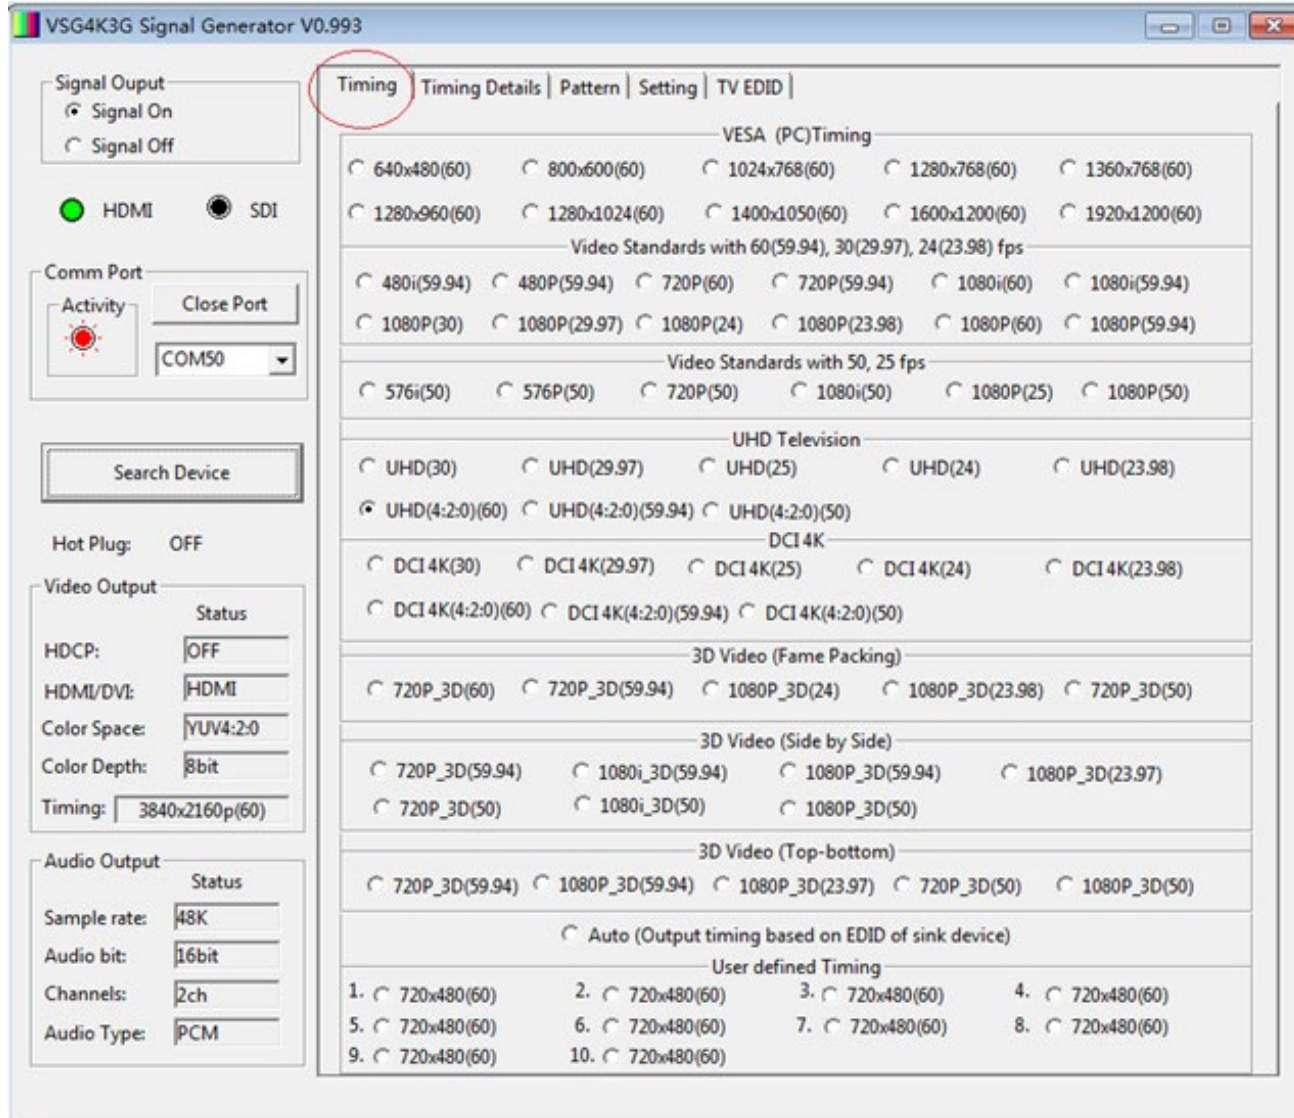 VSG4K3G Signal Generator V0.993
Signal Ouput
Signal On
Signal Off
HDMI SDI
Comm Port
Activity
Close Port
COM50
Search Device
Hot Plug: OFF
Video Output
Status
HDCP: OFF
HDMI/DVI: HDMI
Color Space: YUV4:2:0
Color Depth: 8bit
Timing: 3840x2160p(60)
Audio Output
Status
Sample rate: 48K
Audio bit: 16bit
Channels: 2ch
Audio Type: PCM
Timing Timing Details Pattern Setting TV EDID
VESA (PC)Timing
640x480(60) 800x600(60) 1024x768(60) 1280x768(60) 1360x768(60)
1280x960(60) 1280x1024(60) 1400x1050(60) 1600x1200(60) 1920x1200(60)
Video Standards with 60(59.94), 30(29.97), 24(23.98) fps
480i(59.94) 480P(59.94) 720P(60) 720P(59.94) 1080i(60) 1080i(59.94)
1080P(30) 1080P(29.97) 1080P(24) 1080P(23.98) 1080P(60) 1080P(59.94)
Video Standards with 50, 25 fps
576i(50) 576P(50) 720P(50) 1080i(50) 1080P(25) 1080P(50)
UHD Television
UHD(30) UHD(29.97) UHD(25) UHD(24) UHD(23.98)
UHD(4:2:0)(60) UHD(4:2:0)(59.94) UHD(4:2:0)(50)
DCI 4K
DCI 4K(30) DCI 4K(29.97) DCI 4K(25) DCI 4K(24) DCI 4K(23.98)
DCI 4K(4:2:0)(60) DCI 4K(4:2:0)(59.94) DCI 4K(4:2:0)(50)
3D Video (Fame Packing)
720P_3D(60) 720P_3D(59.94) 1080P_3D(24) 1080P_3D(23.98) 720P_3D(50)
3D Video (Side by Side)
720P_3D(59.94) 1080i_3D(59.94) 1080P_3D(59.94) 1080P_3D(23.97)
720P_3D(50) 1080i_3D(50) 1080P_3D(50)
3D Video (Top-bottom)
720P_3D(59.94) 1080P_3D(59.94) 1080P_3D(23.97) 720P_3D(50) 1080P_3D(50)
Auto (Output timing based on EDID of sink device)
User defined Timing
1. 720x480(60) 2. 720x480(60) 3. 720x480(60) 4. 720x480(60)
5. 720x480(60) 6. 720x480(60) 7. 720x480(60) 8. 720x480(60)
9. 720x480(60) 10. 720x480(60)